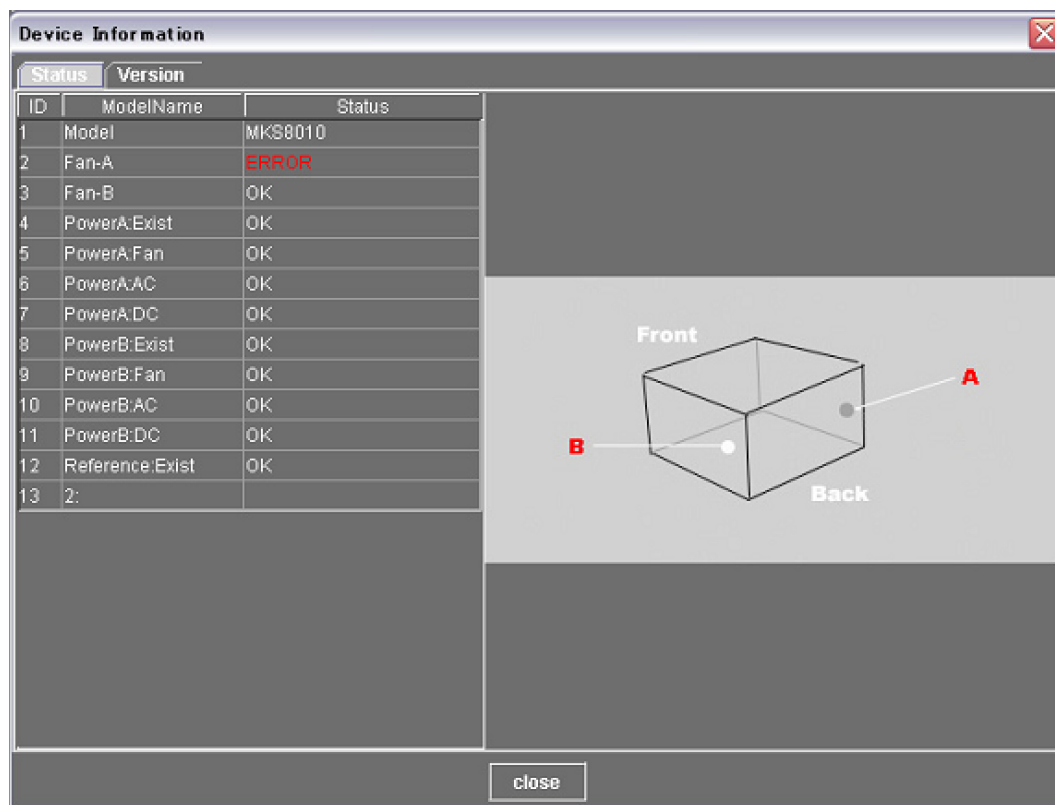 Device Information
Status Version
ID ModelName Status
1 Model MKS8010
2 Fan-A ERROR
3 Fan-B OK
4 PowerA:Exist OK
5 PowerA:Fan OK
6 PowerA:AC OK
7 PowerA:DC OK
8 PowerB:Exist OK
9 PowerB:Fan OK
10 PowerB:AC OK
11 PowerB:DC OK
12 Reference:Exist OK
13 2:
Front
A
B
Back
close